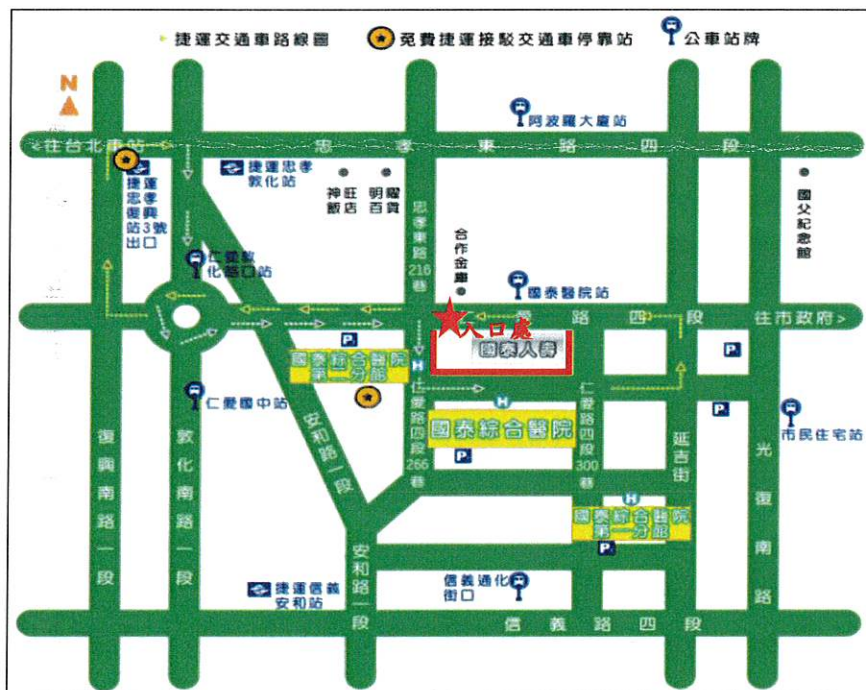 捷運交通車路線圖
免費捷運接駁交通車停靠站
公車站牌
N
阿波羅大廈站
<往台北車站
忠孝東路四段
捷運
忠孝
復興
站3號
出口
捷運忠孝
敦化站
神旺
飯店
明耀
百貨
忠孝東路216巷
合作金庫
國父紀念館
仁愛敦
化路口站
國泰醫院站
仁愛路四段
往市政府>
入口處
國泰人壽
P
國泰綜合醫院
第二分館
H
P
仁愛國中站
仁愛路四段266巷
H
國泰綜合醫院
P
仁愛路四段300巷
P
市民住宅站
復興南路一段
敦化南路一段
安和路一段
延吉街
光復南路
H
國泰綜合醫院
第一分館
P
安和路一段
捷運信義
安和站
信義通化
街口
信義路四段